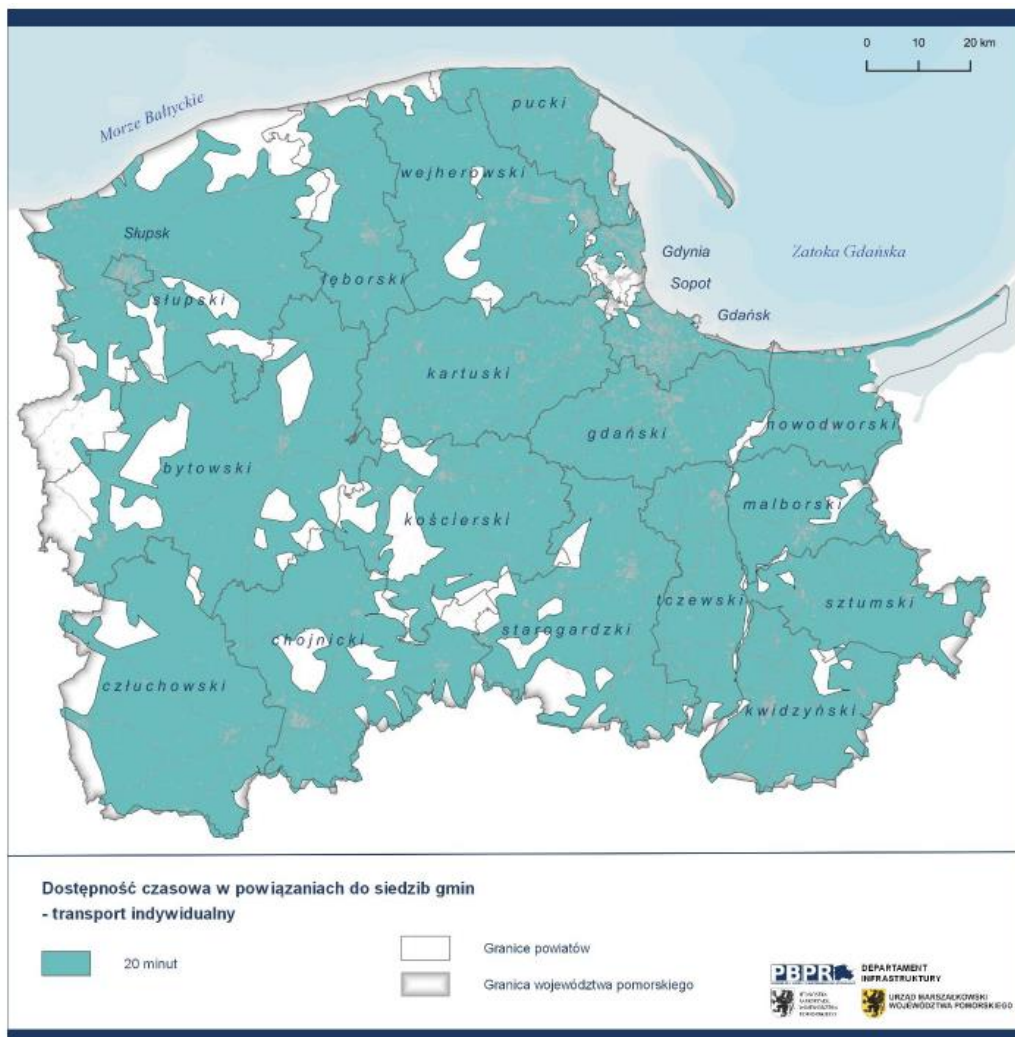 0 10 20 km
Morze Bałtyckie
pucki
wejherowski
Słupsk
Gdynia
Zatoka Gdańska
Sopot
lęborski
słupski
Gdańsk
kartuski
gdański
nowodworski
bytowski
malborski
kościerski
tczewski
sztumski
starogardzki
chojnicki
człuchowski
kwidzyński
Dostępność czasowa w powiązaniach do siedzib gmin
- transport indywidualny
20 minut
Granice powiatów
Granica województwa pomorskiego
PBPR
DEPARTAMENT
INFRASTRUKTURY
URZĄD MARSZAŁKOWSKI
WOJEWÓDZTWA POMORSKIEGO